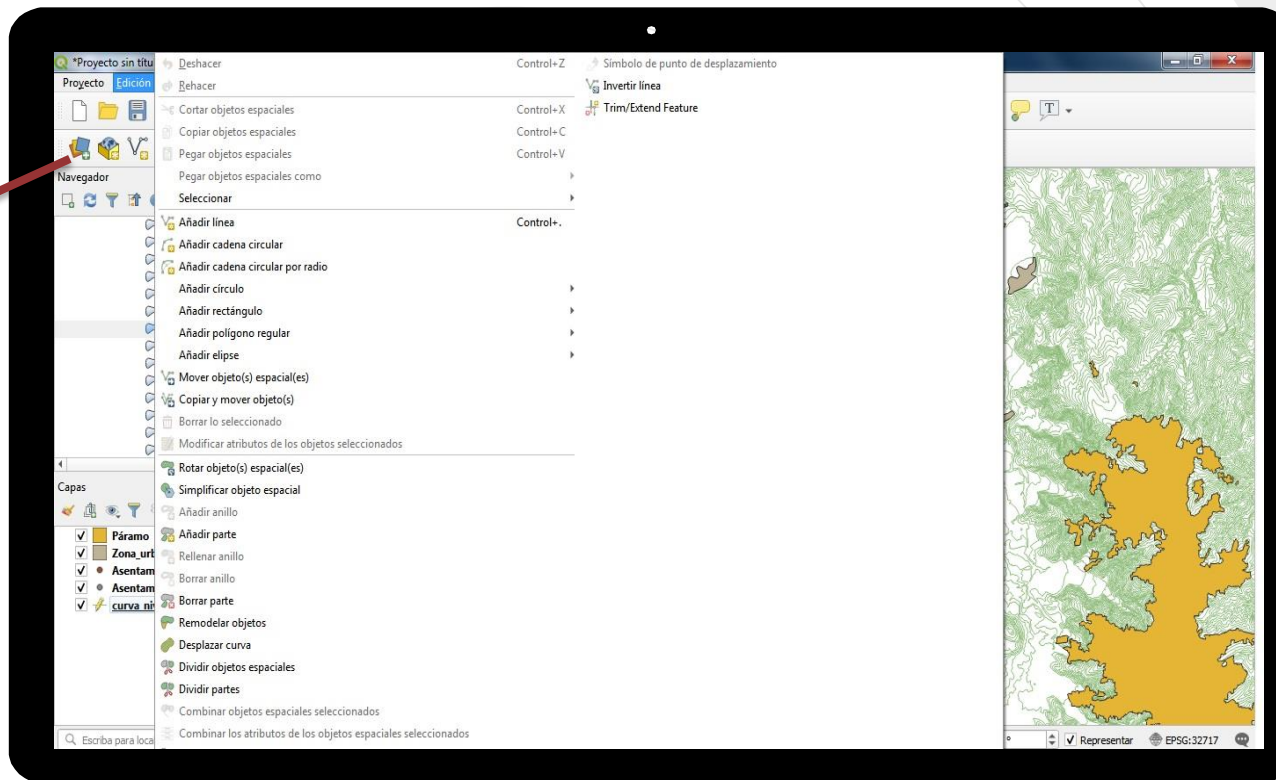 *Proyecto sin títu
Proyecto Edición
Navegador
Capas
Páramo
Zona_urb
Asentam
Asentam
curva_niv
Escriba para loca
Deshacer Control+Z
Rehacer
Cortar objetos espaciales Control+X
Copiar objetos espaciales Control+C
Pegar objetos espaciales Control+V
Pegar objetos espaciales como
Seleccionar
Añadir línea Control+.
Añadir cadena circular
Añadir cadena circular por radio
Añadir círculo
Añadir rectángulo
Añadir polígono regular
Añadir elipse
Mover objeto(s) espacial(es)
Copiar y mover objeto(s)
Borrar lo seleccionado
Modificar atributos de los objetos seleccionados
Rotar objeto(s) espacial(es)
Simplificar objeto espacial
Añadir anillo
Añadir parte
Rellenar anillo
Borrar anillo
Borrar parte
Remodelar objetos
Desplazar curva
Dividir objetos espaciales
Dividir partes
Combinar objetos espaciales seleccionados
Combinar los atributos de los objetos espaciales seleccionados
Símbolo de punto de desplazamiento
Invertir línea
Trim/Extend Feature
T
° Representar EPSG:32717